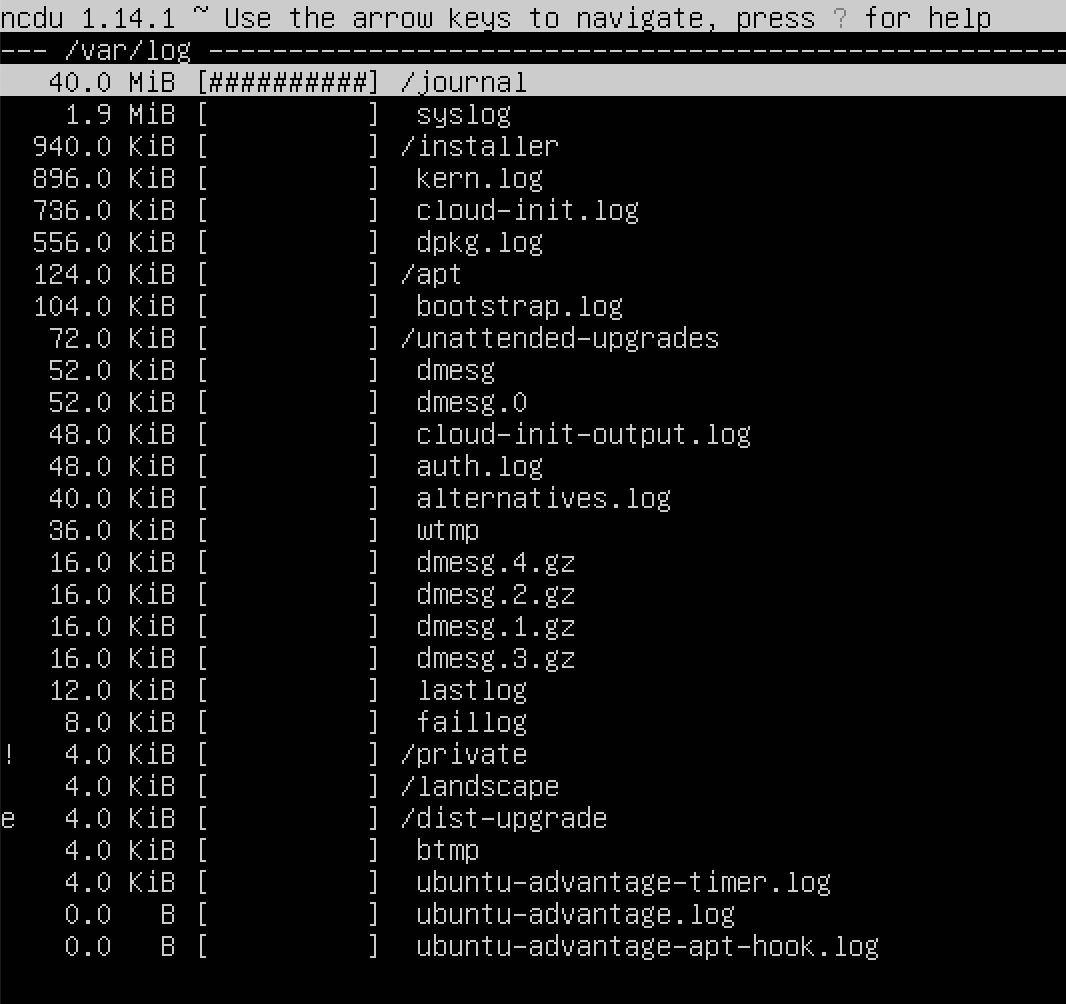 ncdu 1.14.1 ~ Use the arrow keys to navigate, press ? for help
--- /var/log ------------------------------------------------------
   40.0 MiB [##########] /journal
    1.9 MiB [          ]  syslog
  940.0 KiB [          ] /installer
  896.0 KiB [          ]  kern.log
  736.0 KiB [          ]  cloud-init.log
  556.0 KiB [          ]  dpkg.log
  124.0 KiB [          ] /apt
  104.0 KiB [          ]  bootstrap.log
   72.0 KiB [          ] /unattended-upgrades
   52.0 KiB [          ]  dmesg
   52.0 KiB [          ]  dmesg.0
   48.0 KiB [          ]  cloud-init-output.log
   48.0 KiB [          ]  auth.log
   40.0 KiB [          ]  alternatives.log
   36.0 KiB [          ]  wtmp
   16.0 KiB [          ]  dmesg.4.gz
   16.0 KiB [          ]  dmesg.2.gz
   16.0 KiB [          ]  dmesg.1.gz
   16.0 KiB [          ]  dmesg.3.gz
   12.0 KiB [          ]  lastlog
    8.0 KiB [          ]  faillog
!   4.0 KiB [          ] /private
    4.0 KiB [          ] /landscape
e   4.0 KiB [          ] /dist-upgrade
    4.0 KiB [          ]  btmp
    4.0 KiB [          ]  ubuntu-advantage-timer.log
    0.0   B [          ]  ubuntu-advantage.log
    0.0   B [          ]  ubuntu-advantage-apt-hook.log